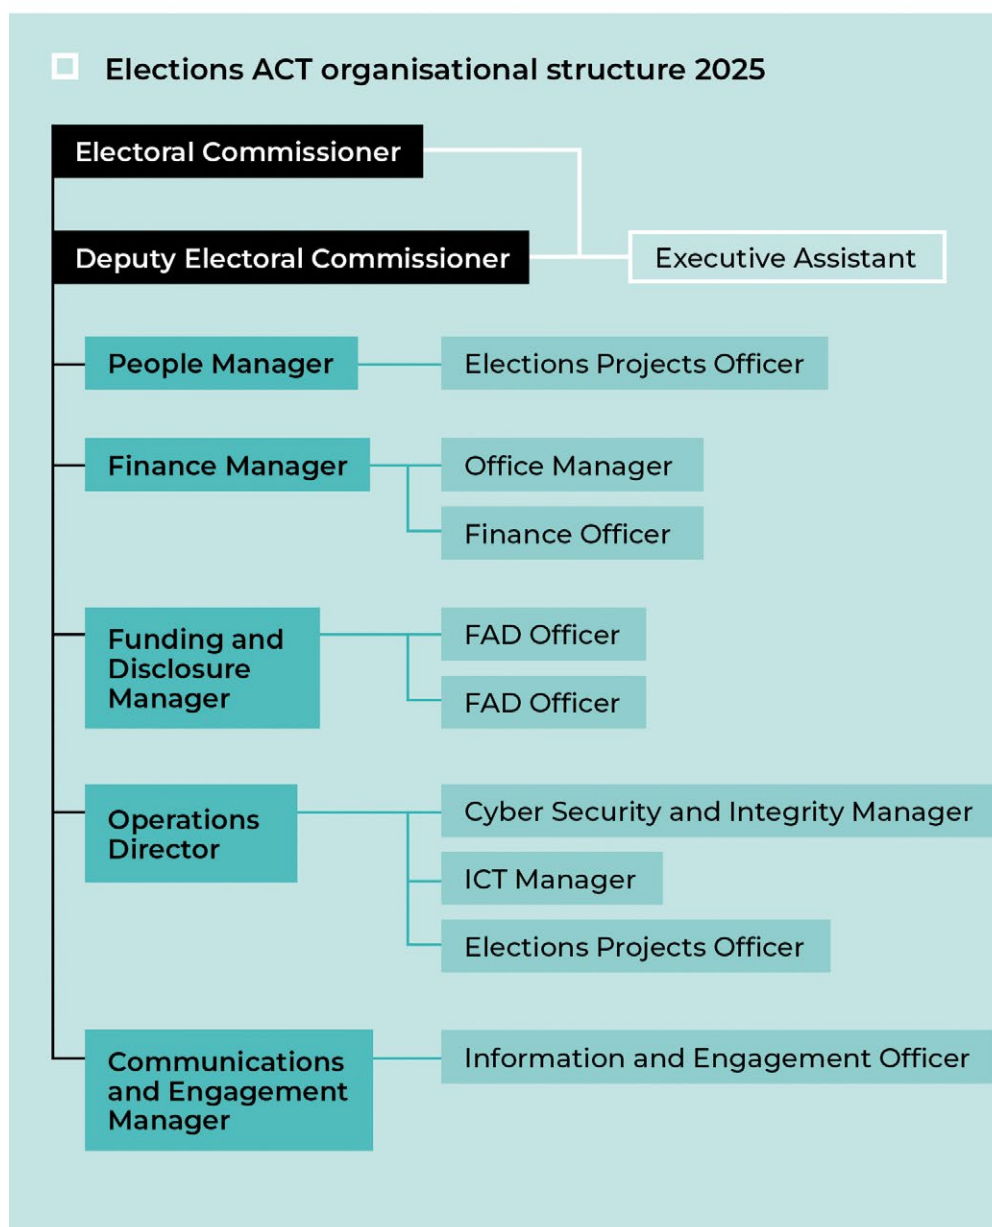 Elections ACT organisational structure 2025
Electoral Commissioner
Deputy Electoral Commissioner
Executive Assistant
People Manager
Elections Projects Officer
Finance Manager
Office Manager
Finance Officer
Funding and
Disclosure
Manager
FAD Officer
FAD Officer
Operations
Director
Cyber Security and Integrity Manager
ICT Manager
Elections Projects Officer
Communications
and Engagement
Manager
Information and Engagement Officer